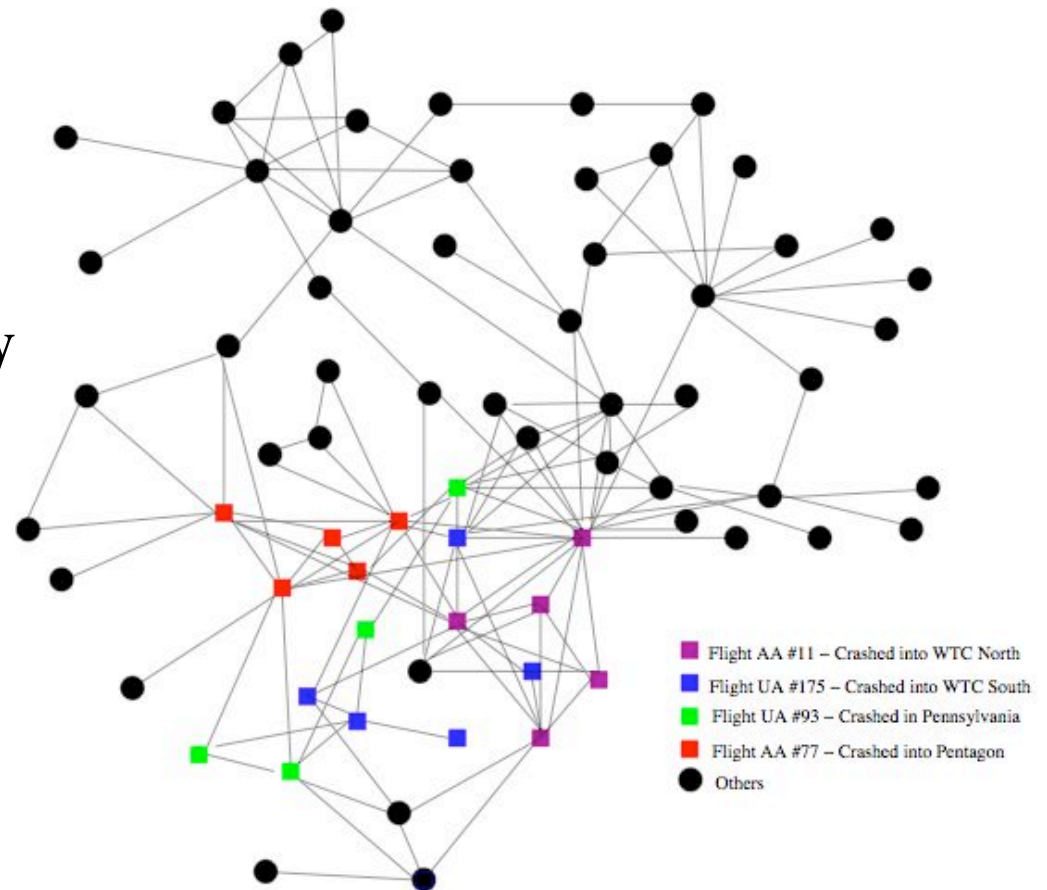 y
Flight AA #11 – Crashed into WTC North
Flight UA #175 – Crashed into WTC South
Flight UA #93 – Crashed in Pennsylvania
Flight AA #77 – Crashed into Pentagon
Others